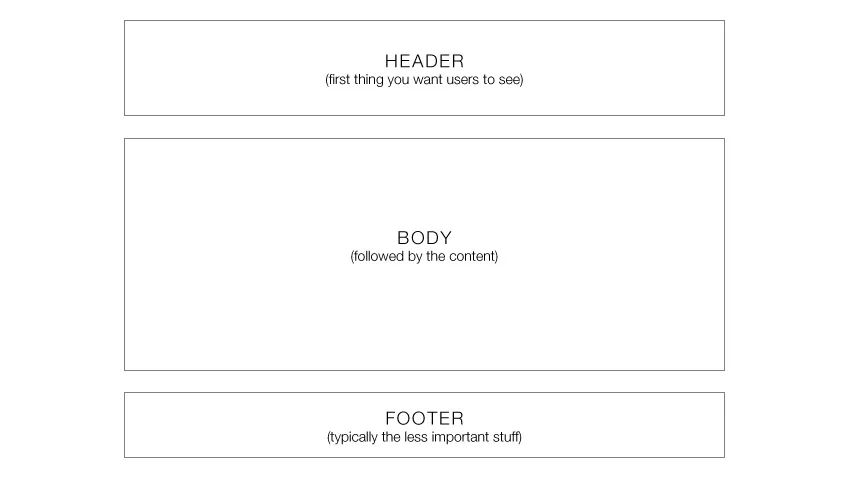 HEADER
(first thing you want users to see)
BODY
(followed by the content)
FOOTER
(typically the less important stuff)